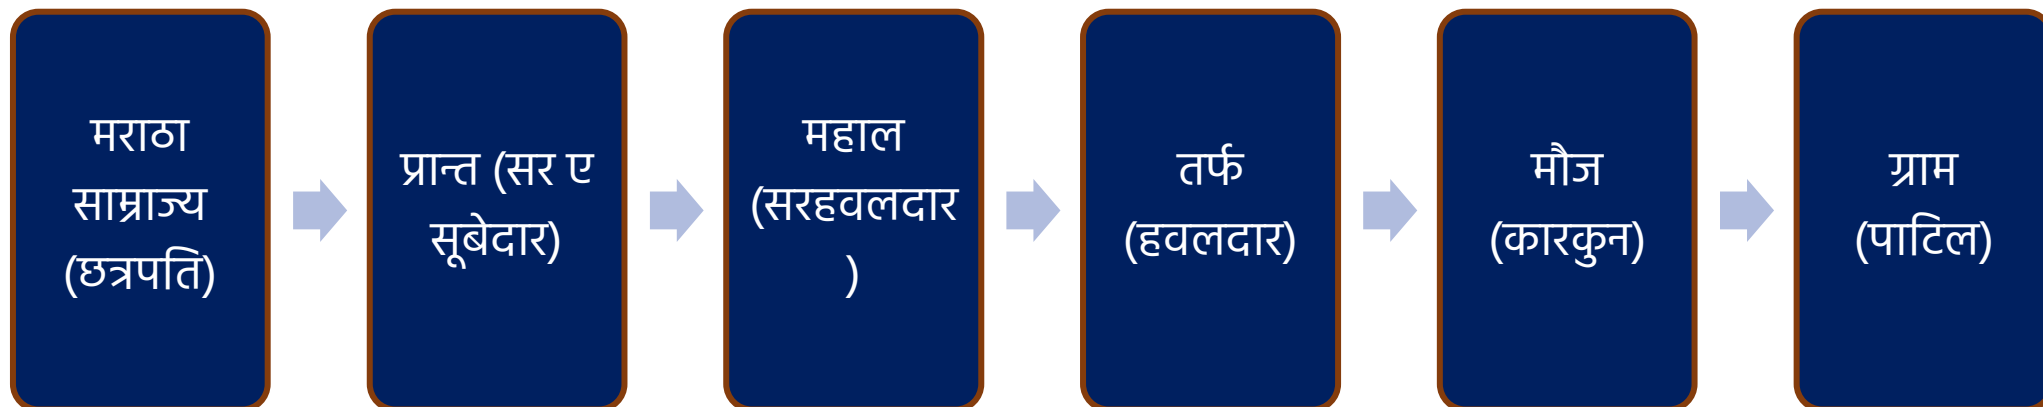 मराठा
साम्राज्य
(छत्रपति)
प्रान्त (सर ए
सूबेदार)
महाल
(सरहवलदार
)
तर्फ
(हवलदार)
मौज
(कारकुन)
ग्राम
(पाटिल)